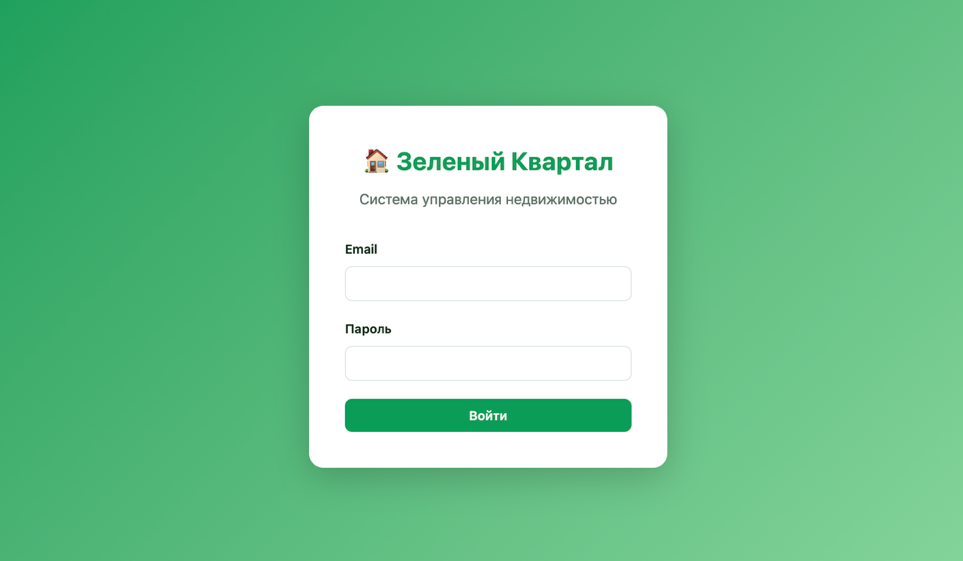 Зеленый Квартал
Система управления недвижимостью
Email
Пароль
Войти